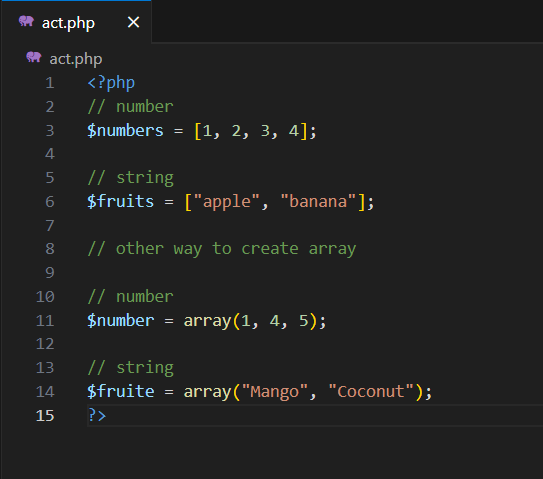 act.php
act.php
1 <?php
2 // number
3 $numbers = [1, 2, 3, 4];
4
5 // string
6 $fruits = ["apple", "banana"];
7
8 // other way to create array
9
10 // number
11 $number = array(1, 4, 5);
12
13 // string
14 $fruite = array("Mango", "Coconut");
15 ?>